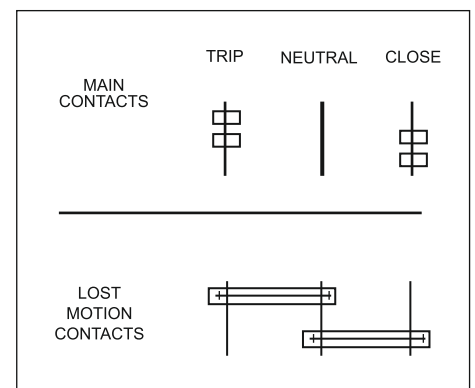 TRIP NEUTRAL CLOSE
MAIN
CONTACTS
LOST
MOTION
CONTACTS